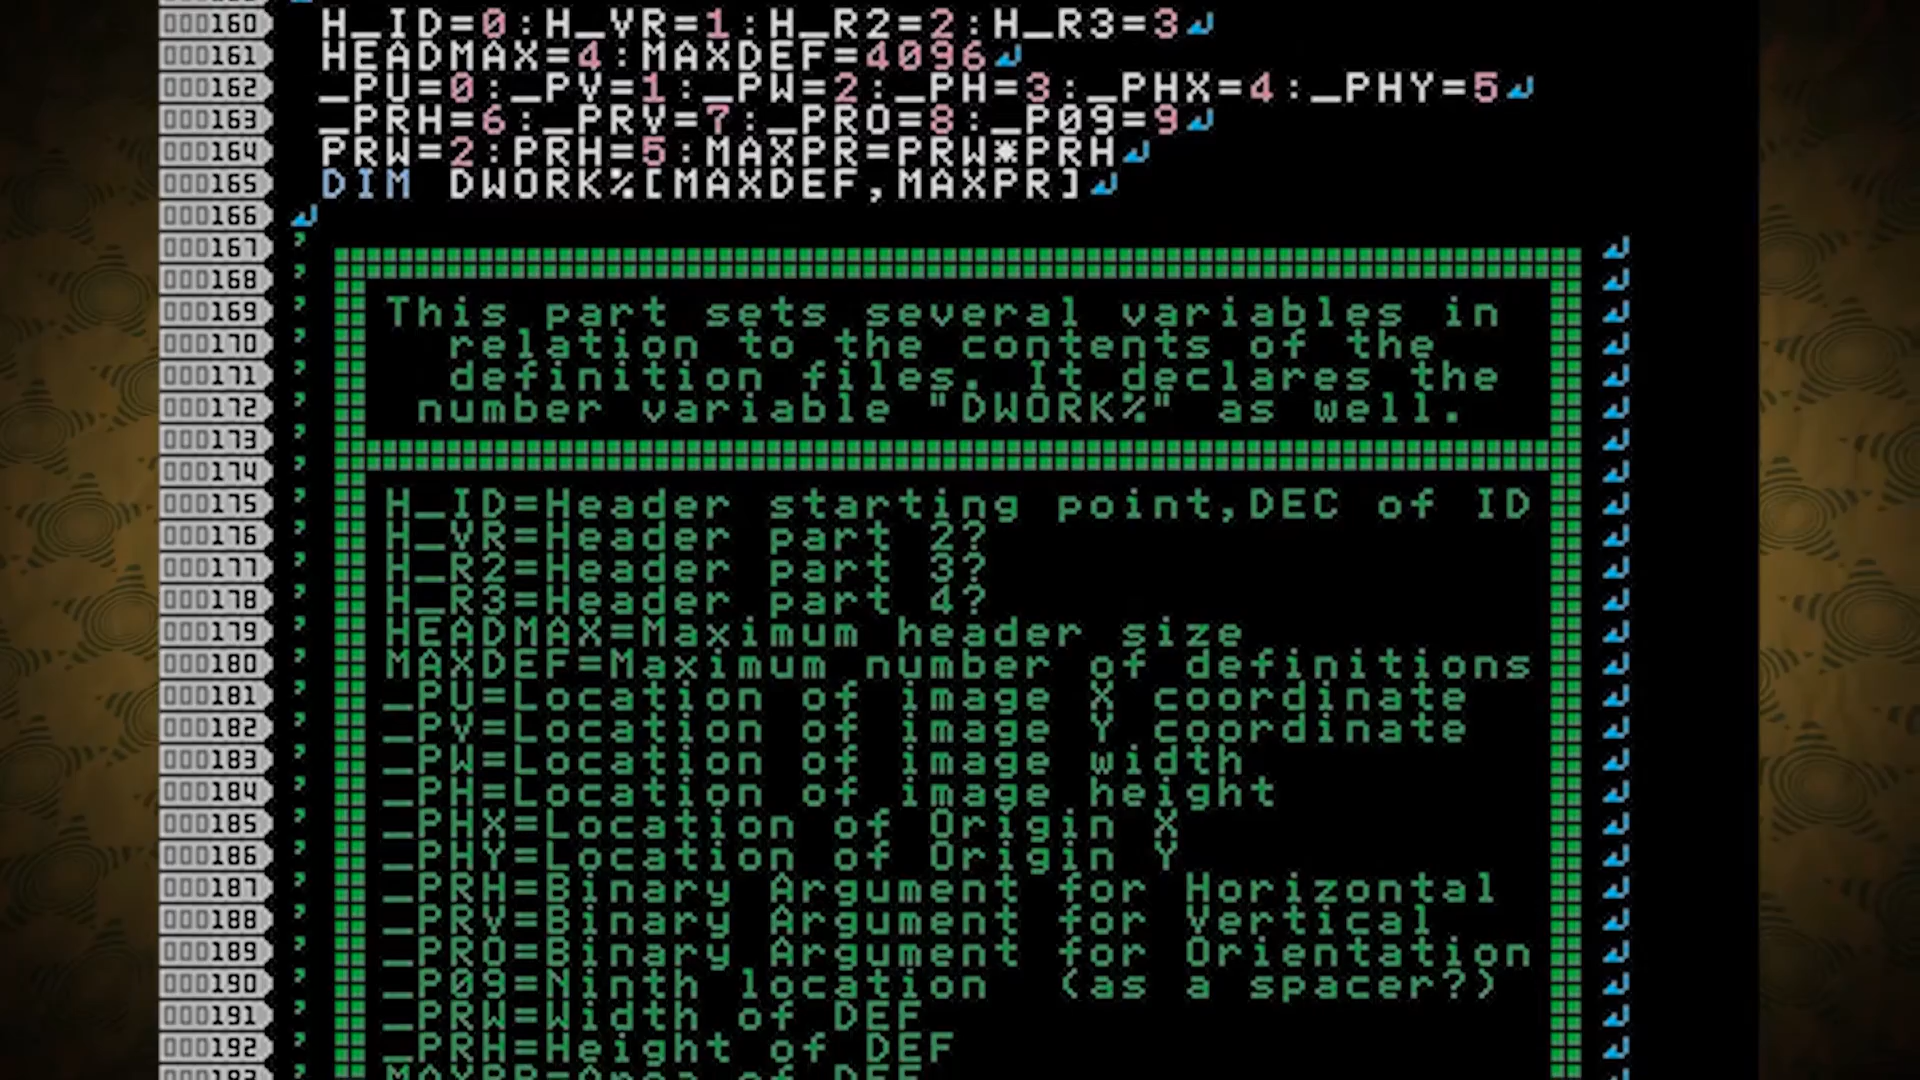 000160 H_ID=0:H_VR=1:H_R2=2:H_R3=3
000161 HEADMAX=4:MAXDEF=4096
000162 _PU=0:_PV=1:_PW=2:_PH=3:_PHX=4:_PHY=5
000163 _PRH=6:_PRV=7:_PRO=8:_P09=9
000164 PRW=2:PRH=5:MAXPR=PRW*PRH
000165 DIM DWORK%[MAXDEF,MAXPR]
000166
000167 '
000168 '
000169 ' This part sets several variables in
000170 ' relation to the contents of the
000171 ' definition files. It declares the
000172 ' number variable "DWORK%" as well.
000173 '
000174 '
000175 ' H_ID=Header starting point,DEC of ID
000176 ' H_VR=Header part 2?
000177 ' H_R2=Header part 3?
000178 ' H_R3=Header part 4?
000179 ' HEADMAX=Maximum header size
000180 ' MAXDEF=Maximum number of definitions
000181 ' _PU=Location of image X coordinate
000182 ' _PV=Location of image Y coordinate
000183 ' _PW=Location of image width
000184 ' _PH=Location of image height
000185 ' _PHX=Location of Origin X
000186 ' _PHY=Location of Origin Y
000187 ' _PRH=Binary Argument for Horizontal
000188 ' _PRV=Binary Argument for Vertical
000189 ' _PRO=Binary Argument for Orientation
000190 ' _P09=Ninth location (as a spacer?)
000191 ' _PRW=Width of DEF
000192 ' _PRH=Height of DEF